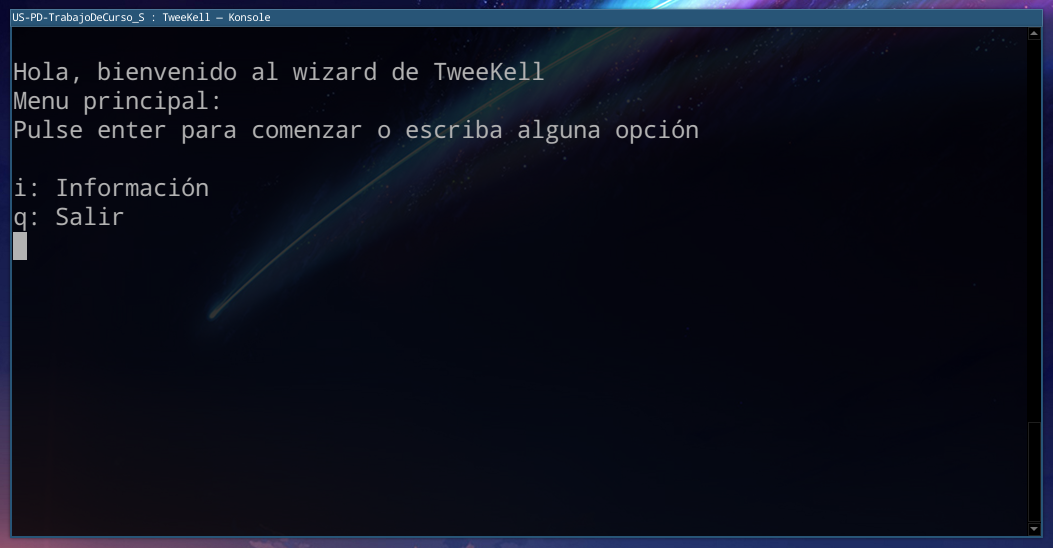 US-PD-TrabajoDeCurso_S : TweeKell — Konsole
Hola, bienvenido al wizard de TweeKell
Menu principal:
Pulse enter para comenzar o escriba alguna opción
i: Información
q: Salir